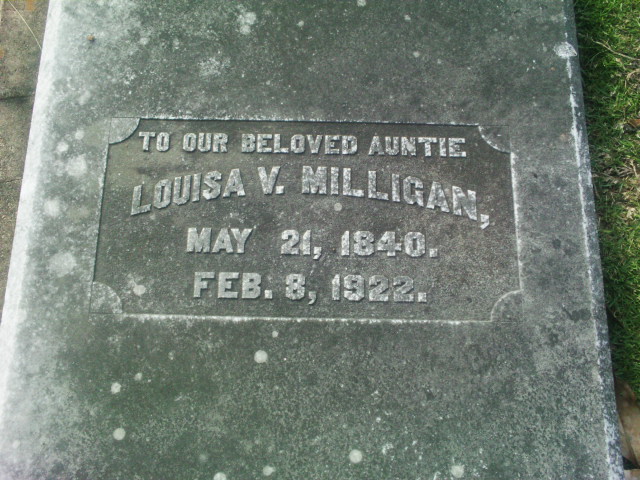 TO OUR BELOVED AUNTIE
LOUISA V. MILLIGAN,
MAY 21, 1840.
FEB. 8, 1922.